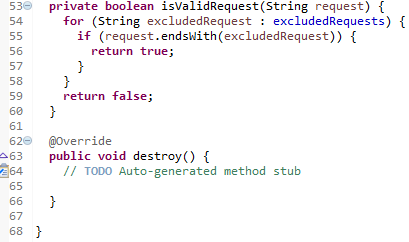 53 private boolean isValidRequest(String request) {
54 for (String excludedRequest : excludedRequests) {
55 if (request.endsWith(excludedRequest)) {
56 return true;
57 }
58 }
59 return false;
60 }
61
62 @Override
63 public void destroy() {
64 // TODO Auto-generated method stub
65
66 }
67
68 }